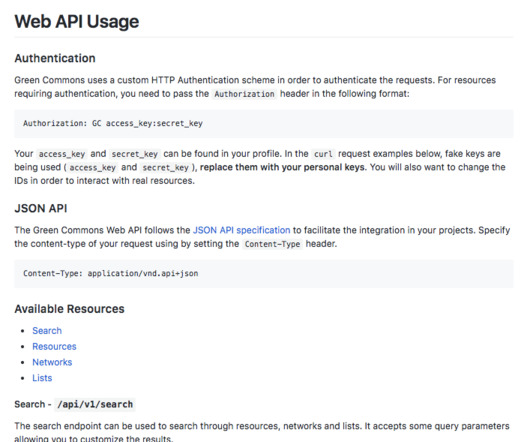 Web API Usage
Authentication
Green Commons uses a custom HTTP Authentication scheme in order to authenticate the requests. For resources
requiring authentication, you need to pass the Authorization header in the following format:
Authorization: GC access_key:secret_key
Your access_key and secret_key can be found in your profile. In the curl request examples below, fake keys are
being used ( access_key and secret_key ), replace them with your personal keys. You will also want to change the
IDs in order to interact with real resources.
JSON API
The Green Commons Web API follows the JSON API specification to facilitate the integration in your projects. Specify
the content-type of your request using by setting the Content-Type header.
Content-Type: application/vnd.api+json
Available Resources
• Search
• Resources
• Networks
• Lists
Search - /api/v1/search
The search endpoint can be used to search through resources, networks and lists. It accepts some query parameters
allowing you to customize the results.